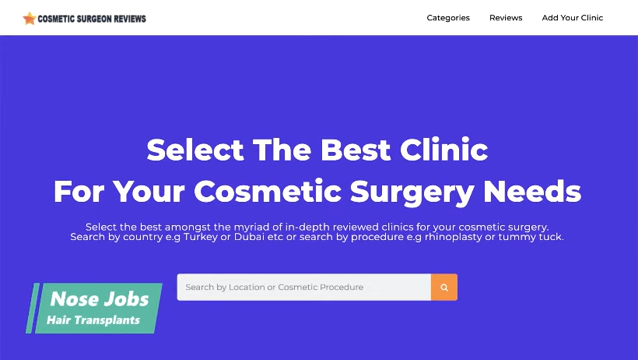 COSMETIC SURGEON REVIEWS
Categories Reviews Add Your Clinic
Select The Best Clinic
For Your Cosmetic Surgery Needs
Select the best amongst the myriad of in-depth reviewed clinics for your cosmetic surgery.
Search by country e.g Turkey or Dubai etc or search by procedure e.g rhinoplasty or tummy tuck.
Search by Location or Cosmetic Procedure
Nose Jobs
Hair Transplants